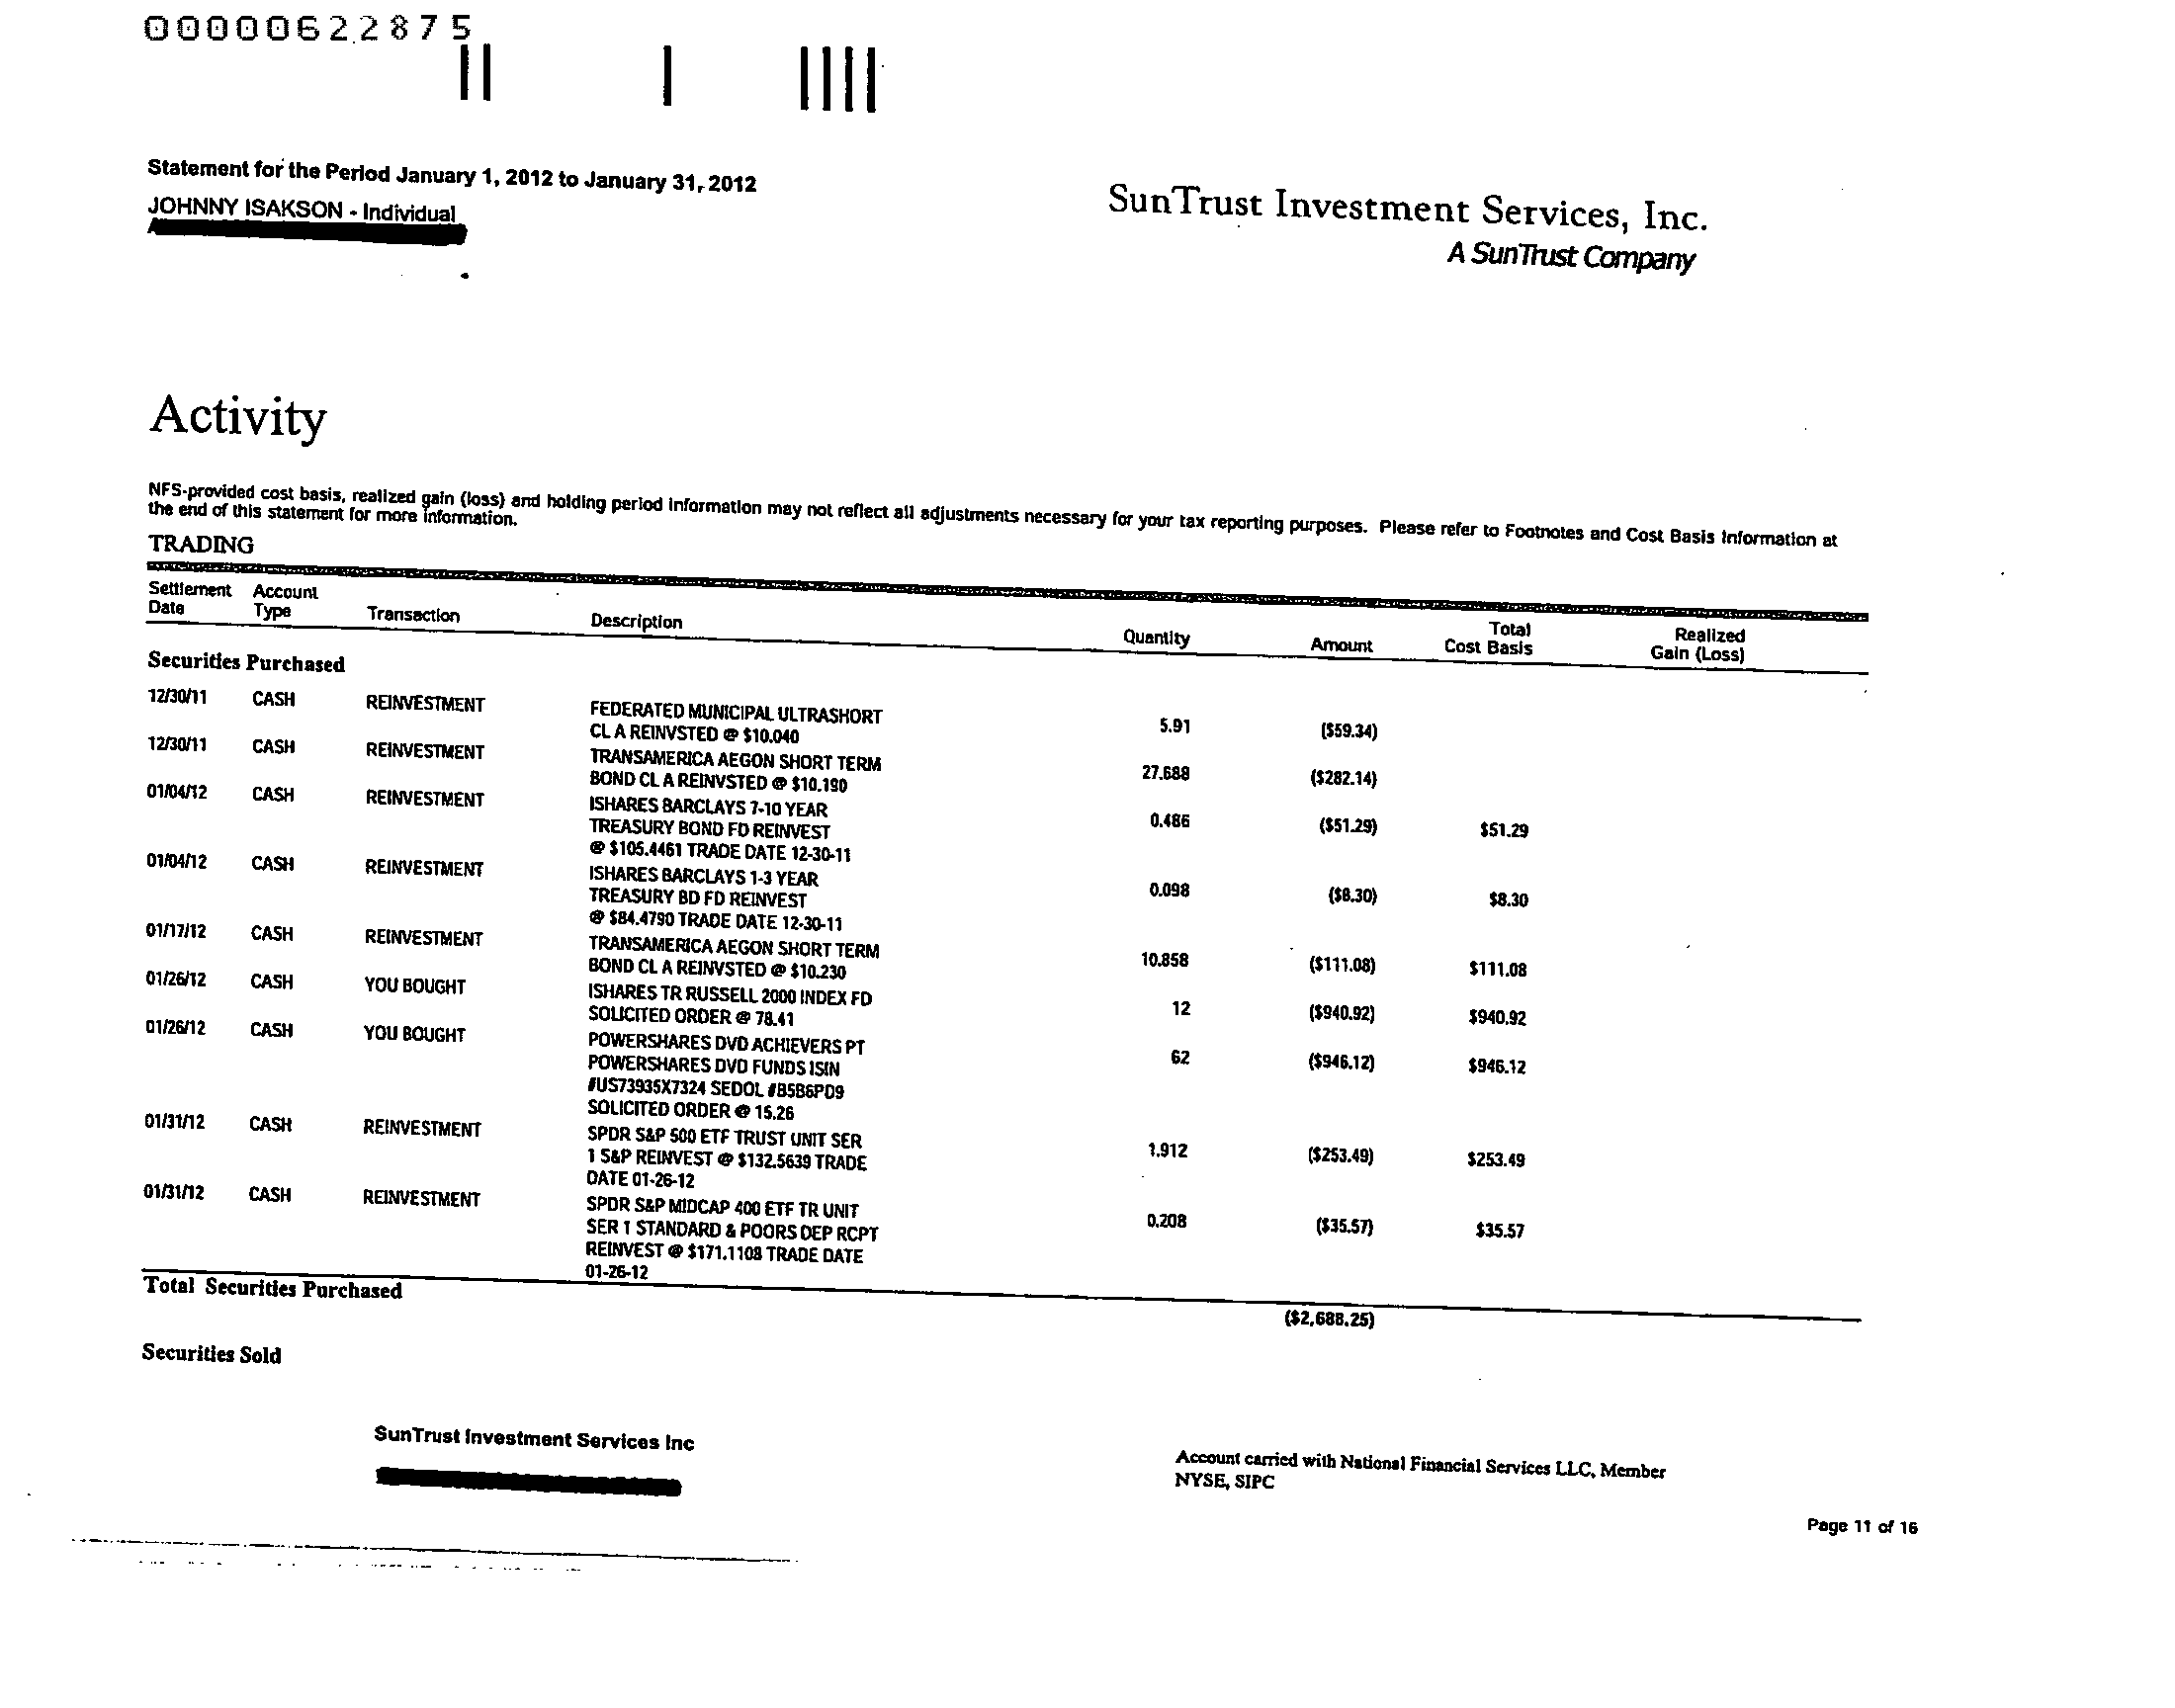 00000622875
Statement for the Period January 1, 2012 to January 31, 2012
JOHNNY ISAKSON - Individual
SunTrust Investment Services, Inc.
A SunTrust Company
Activity
NFS-provided cost basis, realized gain (loss) and holding period information may not reflect all adjustments necessary for your tax reporting purposes. Please refer to Footnotes and Cost Basis Information at
the end of this statement for more information.
TRADING
Settlement Account
Date Type Transaction Description Quantity Amount Total Cost Basis Realized Gain (Loss)
Securities Purchased
12/30/11 CASH REINVESTMENT FEDERATED MUNICIPAL ULTRASHORT 5.91 ($59.34)
CL A REINVSTED @ $10.040
12/30/11 CASH REINVESTMENT TRANSAMERICA AEGON SHORT TERM 27.688 ($282.14)
BOND CL A REINVSTED @ $10.190
01/04/12 CASH REINVESTMENT ISHARES BARCLAYS 7-10 YEAR 0.486 ($51.29) $51.29
TREASURY BOND FD REINVEST
@ $105.4461 TRADE DATE 12-30-11
01/04/12 CASH REINVESTMENT ISHARES BARCLAYS 1-3 YEAR 0.098 ($8.30) $8.30
TREASURY BD FD REINVEST
@ $84.4790 TRADE DATE 12-30-11
01/17/12 CASH REINVESTMENT TRANSAMERICA AEGON SHORT TERM 10.858 ($111.08) $111.08
BOND CL A REINVSTED @ $10.230
01/26/12 CASH YOU BOUGHT ISHARES TR RUSSELL 2000 INDEX FD 12 ($940.92) $940.92
SOLICITED ORDER @ 78.41
01/26/12 CASH YOU BOUGHT POWERSHARES DVD ACHIEVERS PT 62 ($946.12) $946.12
POWERSHARES DVD FUNDS ISIN
#US73935X7324 SEDOL #B5B6PD9
SOLICITED ORDER @ 15.26
01/31/12 CASH REINVESTMENT SPDR S&P 500 ETF TRUST UNIT SER 1.912 ($253.49) $253.49
1 S&P REINVEST @ $132.5639 TRADE
DATE 01-26-12
01/31/12 CASH REINVESTMENT SPDR S&P MIDCAP 400 ETF TR UNIT 0.208 ($35.57) $35.57
SER 1 STANDARD & POORS DEP RCPT
REINVEST @ $171.1108 TRADE DATE
01-26-12
Total Securities Purchased ($2,688.25)
Securities Sold
SunTrust Investment Services Inc
Account carried with National Financial Services LLC, Member
NYSE, SIPC
Page 11 of 16